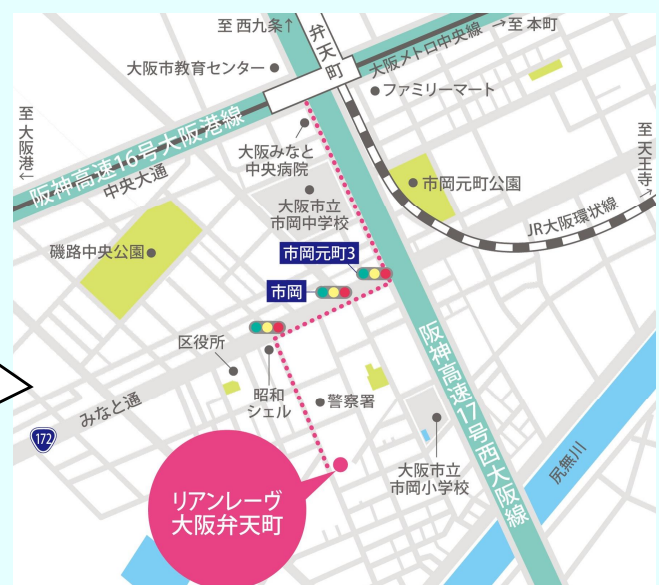 至 西九条↑
弁天町
大阪メトロ中央線
→至 本町
大阪市教育センター
ファミリーマート
至 大阪港←
阪神高速16号大阪港線
中央大通
大阪みなと
中央病院
至 天王寺→
市岡元町公園
大阪市立
市岡中学校
JR大阪環状線
磯路中央公園
市岡元町3
市岡
区役所
阪神高速17号西大阪線
昭和
シェル
みなと通
警察署
172
大阪市立
市岡小学校
尻無川
リアンレーヴ
大阪弁天町